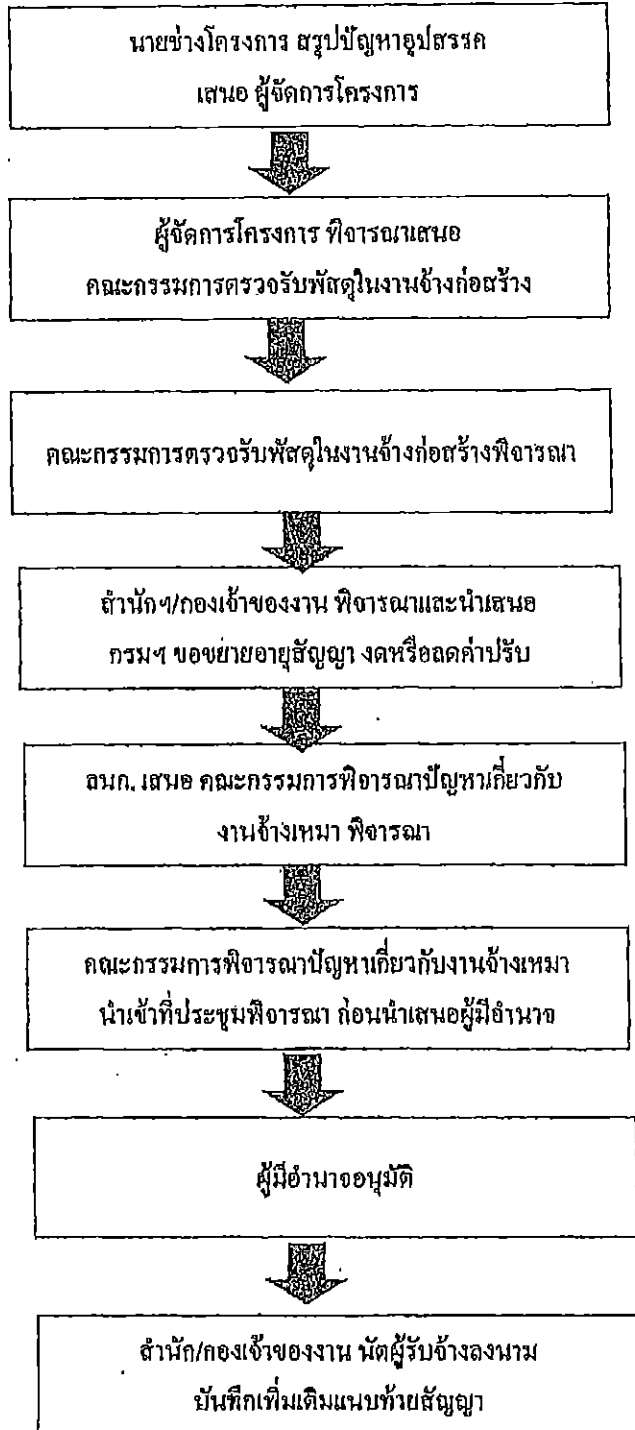 นายช่างโครงการ สรุปปัญหาอุปสรรค
เสนอ ผู้จัดการโครงการ
ผู้จัดการโครงการ พิจารณาเสนอ
คณะกรรมการตรวจรับพัสดุในงานจ้างก่อสร้าง
คณะกรรมการตรวจรับพัสดุในงานจ้างก่อสร้างพิจารณา
สำนักฯ/กองเจ้าของงาน พิจารณาและนำเสนอ
กรมฯ ขอขยายอายุสัญญา งดหรือลดค่าปรับ
ลนก. เสนอ คณะกรรมการพิจารณาปัญหาเกี่ยวกับ
งานจ้างเหมา พิจารณา
คณะกรรมการพิจารณาปัญหาเกี่ยวกับงานจ้างเหมา
นำเข้าที่ประชุมพิจารณา ก่อนนำเสนอผู้มีอำนาจ
ผู้มีอำนาจอนุมัติ
สำนัก/กองเจ้าของงาน นัดผู้รับจ้างลงนาม
บันทึกเพิ่มเติมแนบท้ายสัญญา